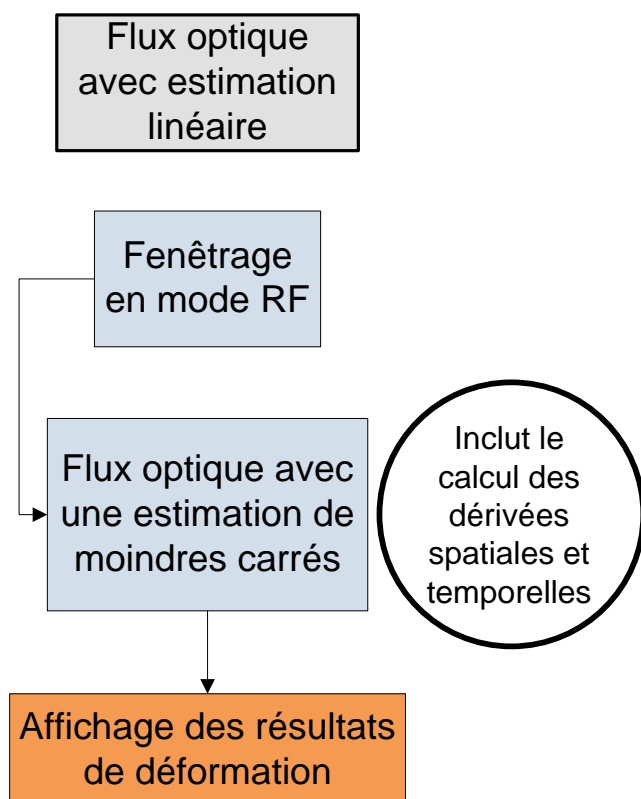 Flux optique
avec estimation
linéaire
Fenêtrage
en mode RF
Flux optique avec
une estimation de
moindres carrés
Inclut le
calcul des
dérivées
spatiales et
temporelles
Affichage des résultats
de déformation